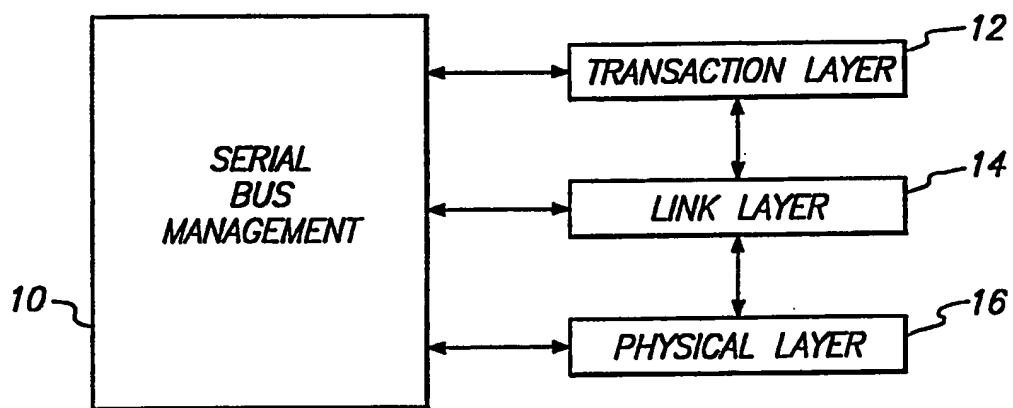 12
TRANSACTION LAYER
SERIAL
BUS
MANAGEMENT
14
LINK LAYER
10
16
PHYSICAL LAYER